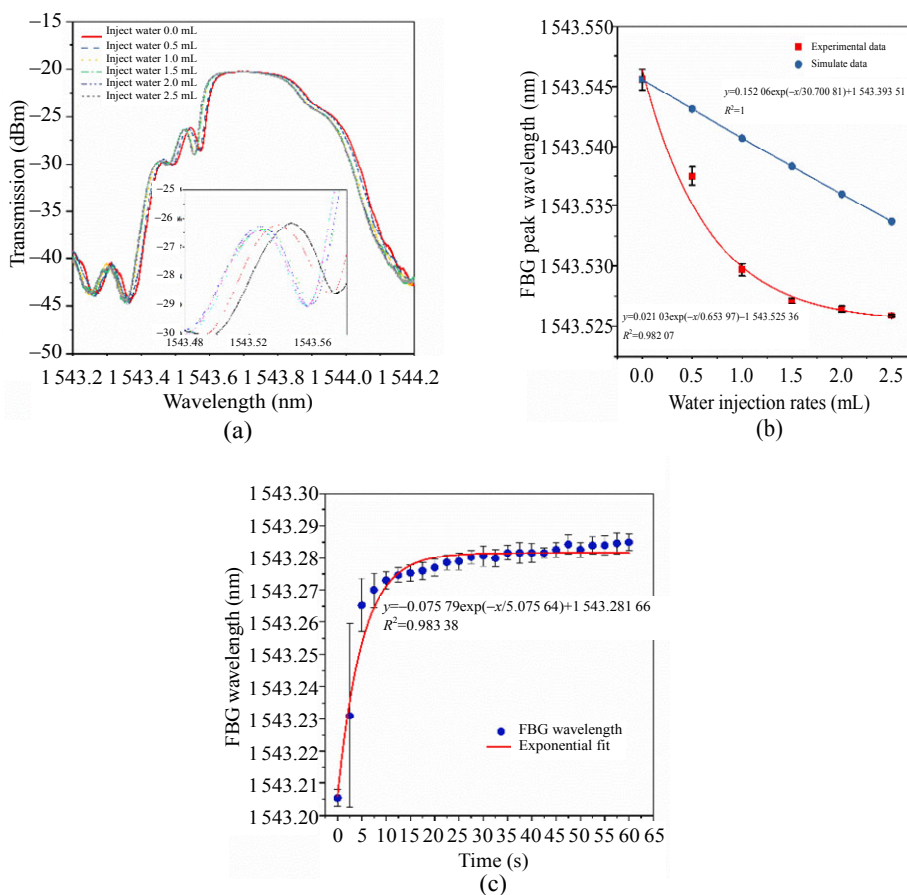 Inject water 0.0 mL
Inject water 0.5 mL
Inject water 1.0 mL
Inject water 1.5 mL
Inject water 2.0 mL
Inject water 2.5 mL
−15
−20
−25
−30
−35
−40
−45
−50
Transmission (dBm)
−25
−26
−27
−28
−29
−30
1543.48 1543.52 1543.56
1 543.2 1 543.4 1 543.6 1 543.8 1 544.0 1 544.2
Wavelength (nm)
(a)
1 543.550
1 543.545
1 543.540
1 543.535
1 543.530
1 543.525
FBG peak wavelength (nm)
Experimental data
Simulate data
y=0.152 06exp(−x/30.700 81)+1 543.393 51
R²=1
y=0.021 03exp(−x/0.653 97)−1 543.525 36
R²=0.982 07
0.0 0.5 1.0 1.5 2.0 2.5
Water injection rates (mL)
(b)
1 543.30
1 543.29
1 543.28
1 543.27
1 543.26
1 543.25
1 543.24
1 543.23
1 543.22
1 543.21
1 543.20
FBG wavelength (nm)
y=−0.075 79exp(−x/5.075 64)+1 543.281 66
R²=0.983 38
FBG wavelength
Exponential fit
0 5 10 15 20 25 30 35 40 45 50 55 60 65
Time (s)
(c)